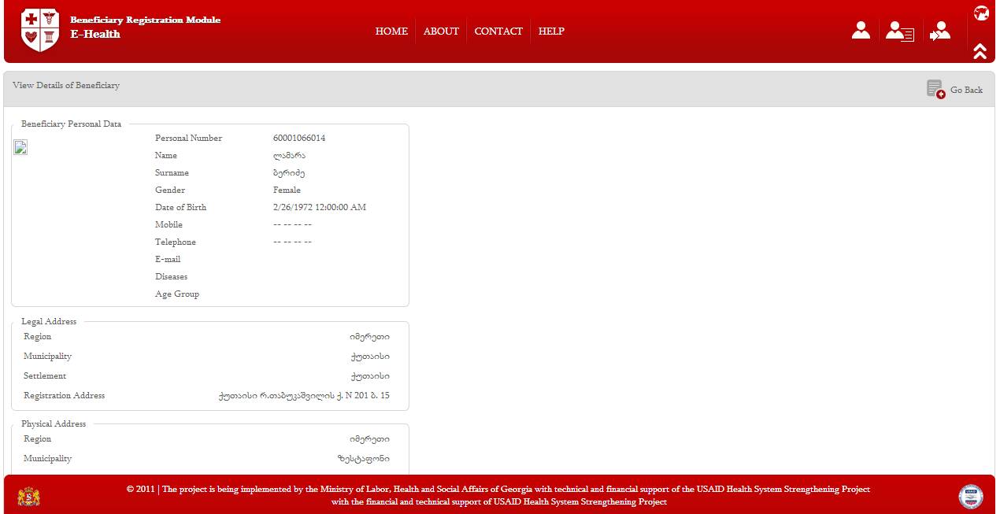 Beneficiary Registration Module
E-Health
HOME ABOUT CONTACT HELP
View Details of Beneficiary
Go Back
Beneficiary Personal Data
Personal Number 60001066014
Name ლამარა
Surname ბერიძე
Gender Female
Date of Birth 2/26/1972 12:00:00 AM
Mobile -- -- -- --
Telephone -- -- -- --
E-mail
Diseases
Age Group
Legal Address
Region იმერეთი
Municipality ქუთაისი
Settlement ქუთაისი
Registration Address ქუთაისი რ.თაბუკაშვილის ქ. N 201 ბ. 15
Physical Address
Region იმერეთი
Municipality ზესტაფონი
© 2011 | The project is being implemented by the Ministry of Labor, Health and Social Affairs of Georgia with technical and financial support of the USAID Health System Strengthening Project
with the financial and technical support of USAID Health System Strengthening Project
USAID